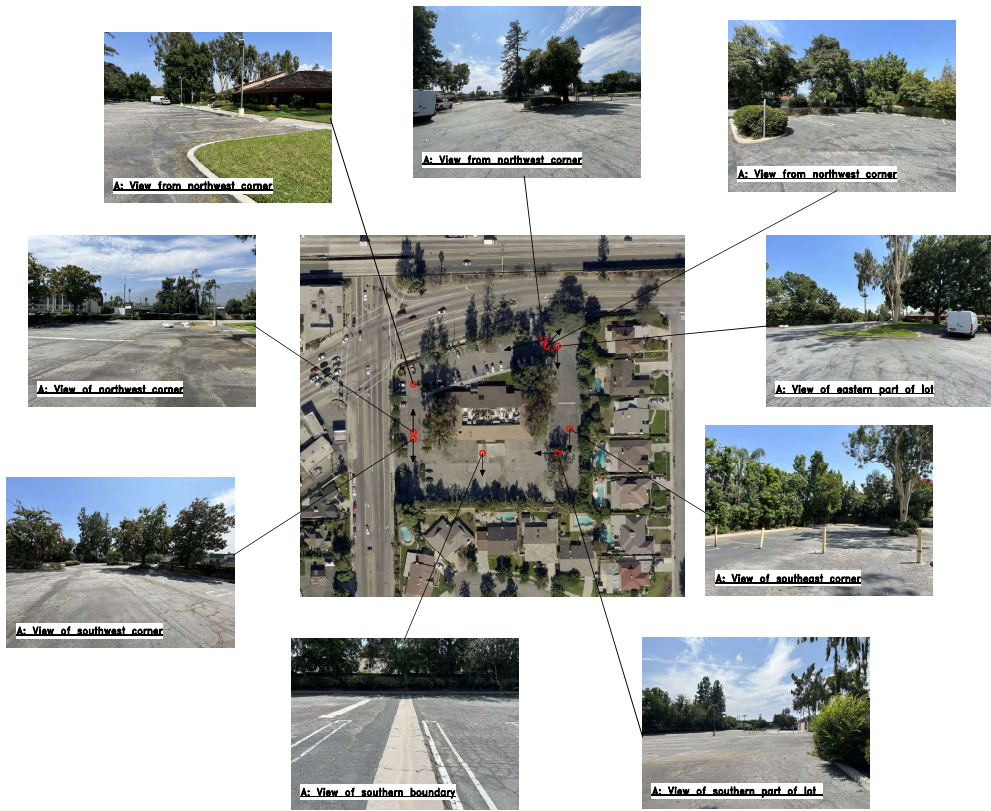 A: View from northwest corner
A: View from northwest corner
A: View from northwest corner
A: View of northwest corner
A: View of eastern part of lot
A: View of southwest corner
A: View of southeast corner
A: View of southern boundary
A: View of southern part of lot